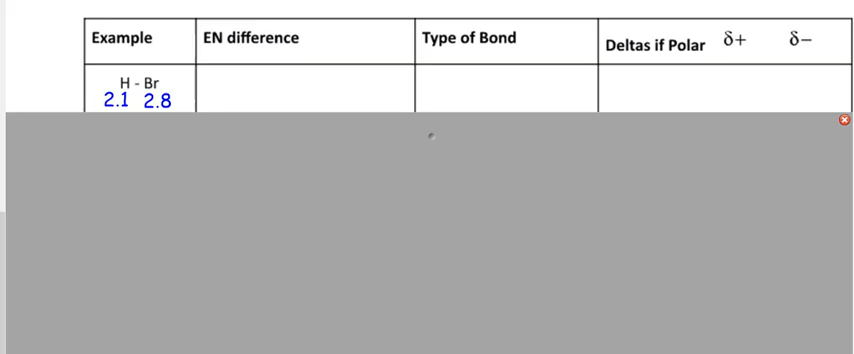 Example EN difference Type of Bond Deltas if Polar δ+ δ−
H - Br
2.1 2.8